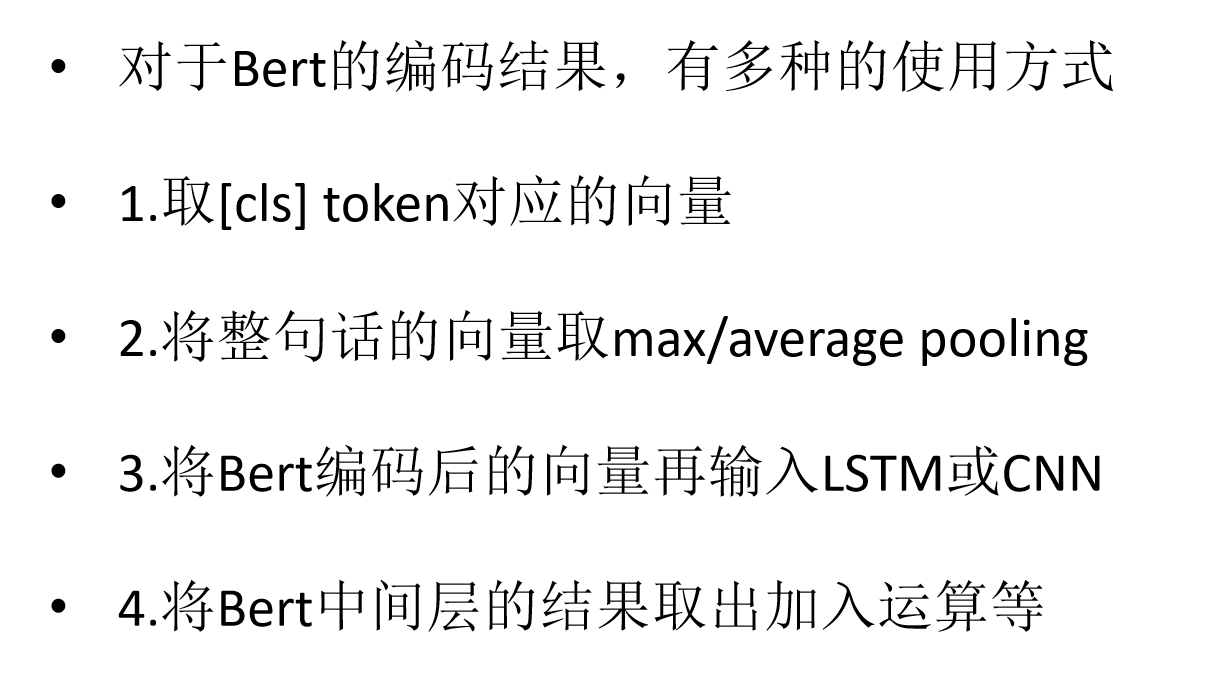 • 对于Bert的编码结果，有多种的使用方式
• 1.取[cls] token对应的向量
• 2.将整句话的向量取max/average pooling
• 3.将Bert编码后的向量再输入LSTM或CNN
• 4.将Bert中间层的结果取出加入运算等